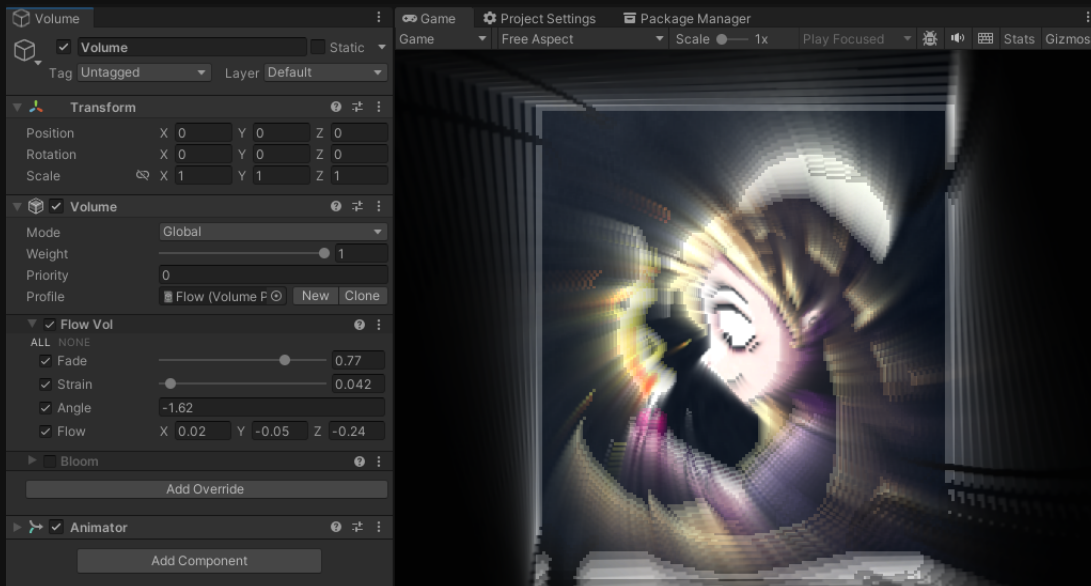 Volume
Game Project Settings Package Manager
Game Free Aspect Scale 1x Play Focused Stats Gizmos
Volume Static
Tag Untagged Layer Default
Transform
Position X 0 Y 0 Z 0
Rotation X 0 Y 0 Z 0
Scale X 1 Y 1 Z 1
Volume
Mode Global
Weight 1
Priority 0
Profile Flow (Volume P New Clone
Flow Vol
ALL NONE
Fade 0.77
Strain 0.042
Angle -1.62
Flow X 0.02 Y -0.05 Z -0.24
Bloom
Add Override
Animator
Add Component